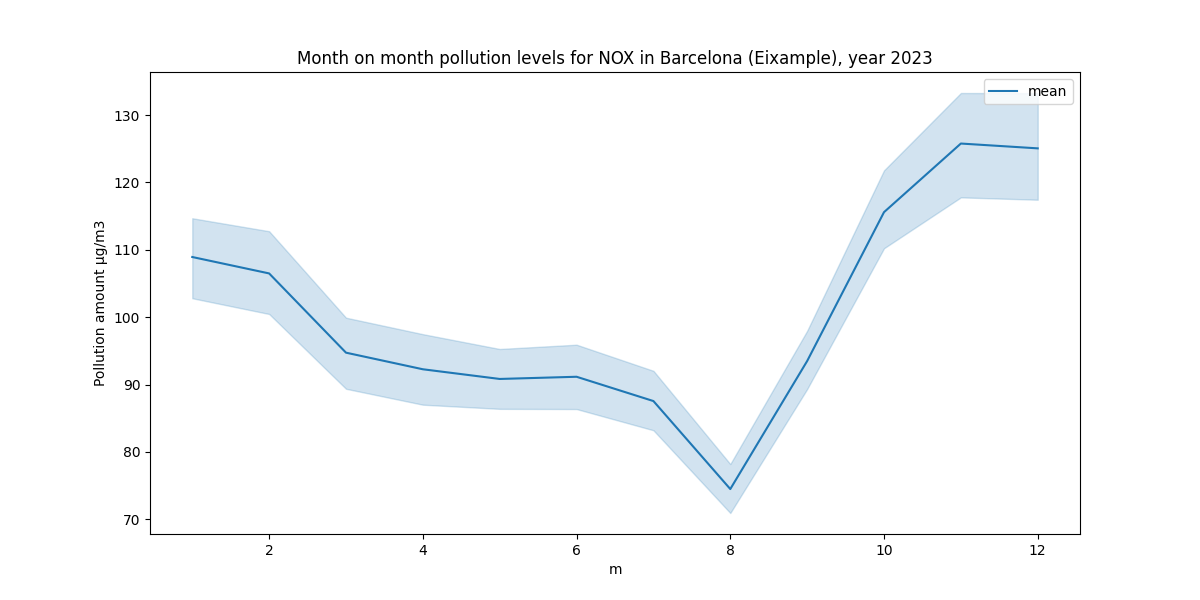 Month on month pollution levels for NOX in Barcelona (Eixample), year 2023
mean
Pollution amount µg/m3
130
120
110
100
90
80
70
2 4 6 8 10 12
m